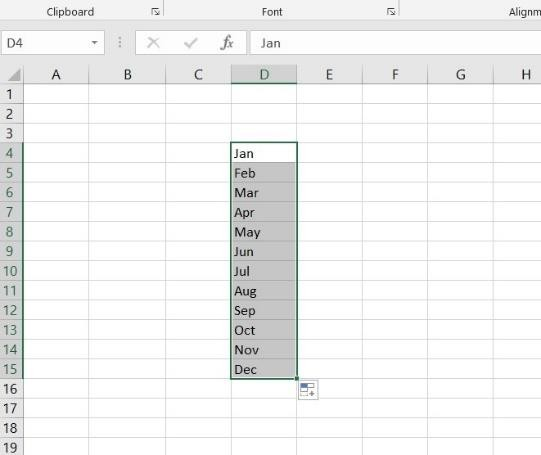 Clipboard Font Alignm
D4 fx Jan
A B C D E F G H
1
2
3
4 Jan
5 Feb
6 Mar
7 Apr
8 May
9 Jun
10 Jul
11 Aug
12 Sep
13 Oct
14 Nov
15 Dec
16
17
18
19